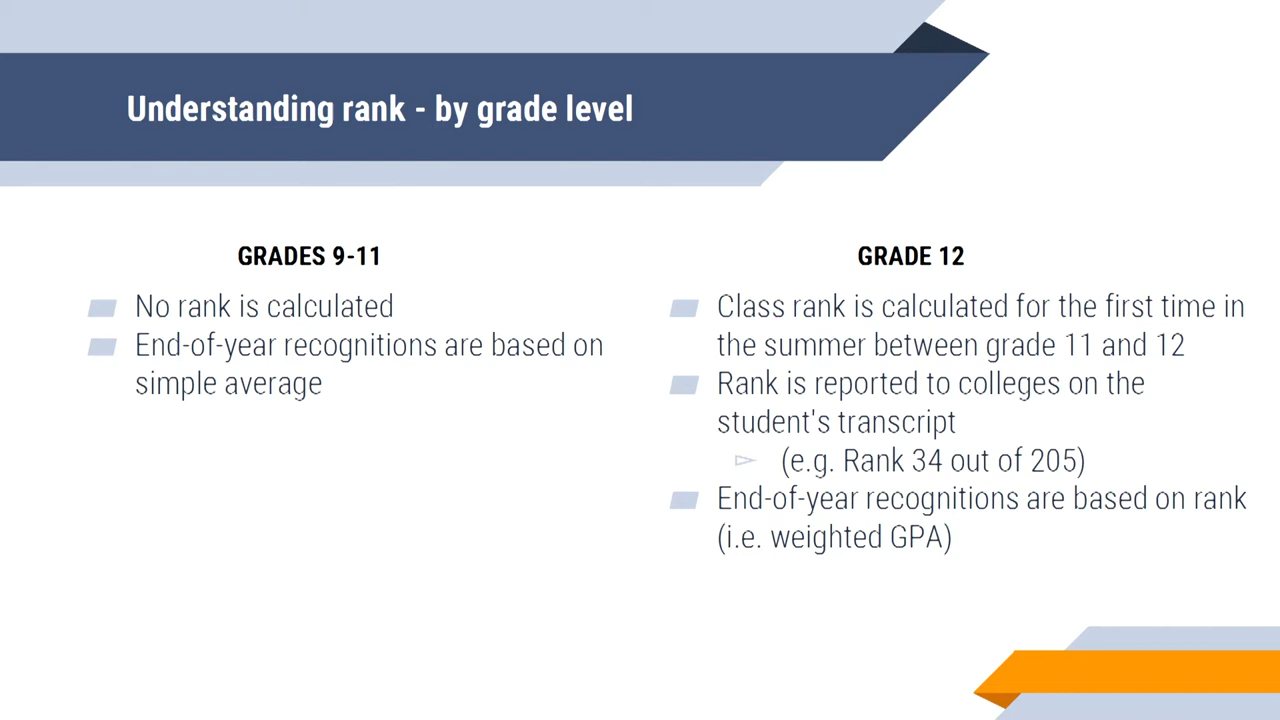 Understanding rank - by grade level
GRADES 9-11
No rank is calculated
End-of-year recognitions are based on
simple average
GRADE 12
Class rank is calculated for the first time in
the summer between grade 11 and 12
Rank is reported to colleges on the
student's transcript
(e.g. Rank 34 out of 205)
End-of-year recognitions are based on rank
(i.e. weighted GPA)